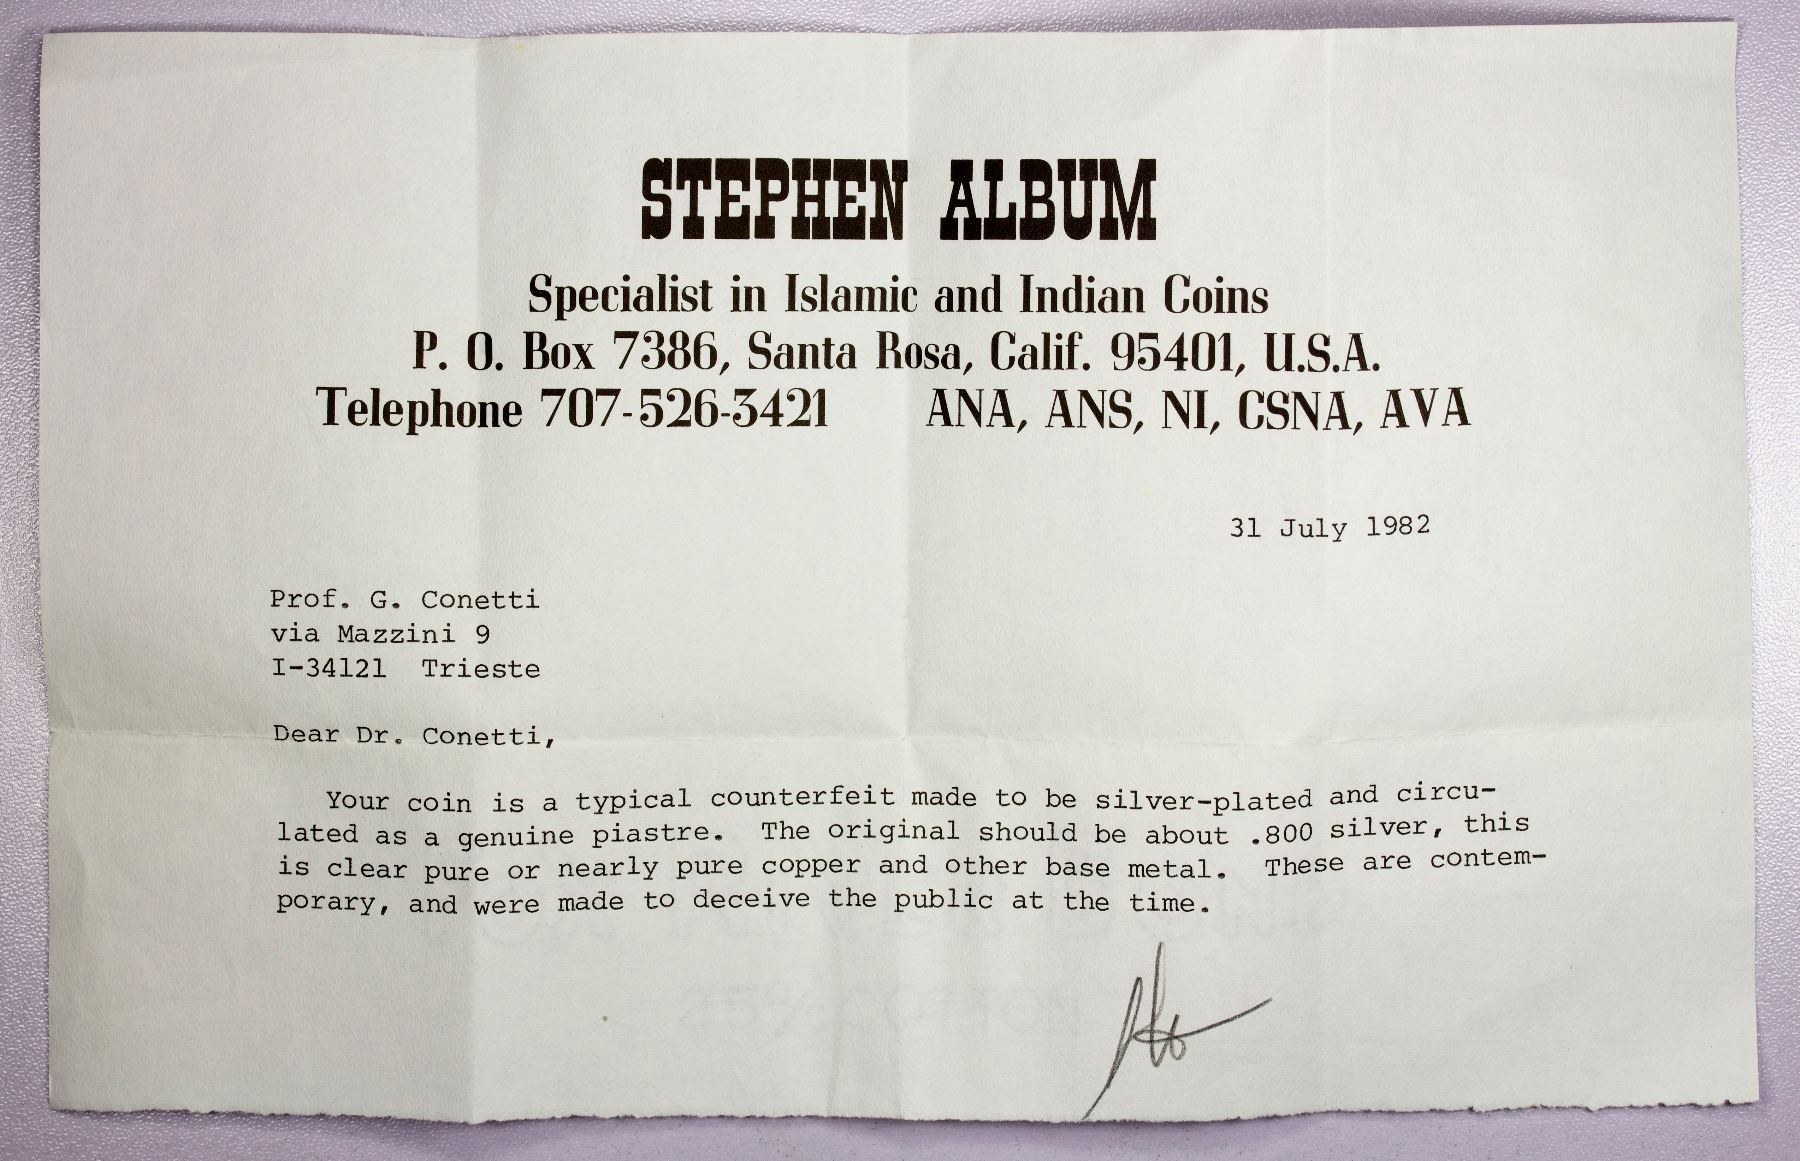 STEPHEN ALBUM
Specialist in Islamic and Indian Coins
P. O. Box 7386, Santa Rosa, Calif. 95401, U.S.A.
Telephone 707-526-3421 ANA, ANS, NI, CSNA, AVA
31 July 1982
Prof. G. Conetti
via Mazzini 9
I-34121 Trieste
Dear Dr. Conetti,
Your coin is a typical counterfeit made to be silver-plated and circu-
lated as a genuine piastre. The original should be about .800 silver, this
is clear pure or nearly pure copper and other base metal. These are contem-
porary, and were made to deceive the public at the time.